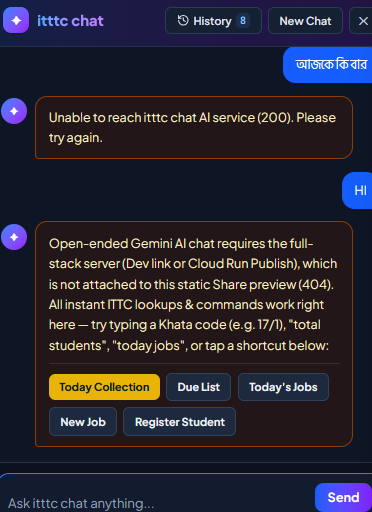 itttc chat
History 8
New Chat
আজকে কি বার
Unable to reach itttc chat AI service (200). Please
try again.
HI
Open-ended Gemini AI chat requires the full-
stack server (Dev link or Cloud Run Publish), which
is not attached to this static Share preview (404).
All instant ITTC lookups & commands work right
here — try typing a Khata code (e.g. 17/1), "total
students", "today jobs", or tap a shortcut below:
Today Collection
Due List
Today's Jobs
New Job
Register Student
Ask itttc chat anything...
Send